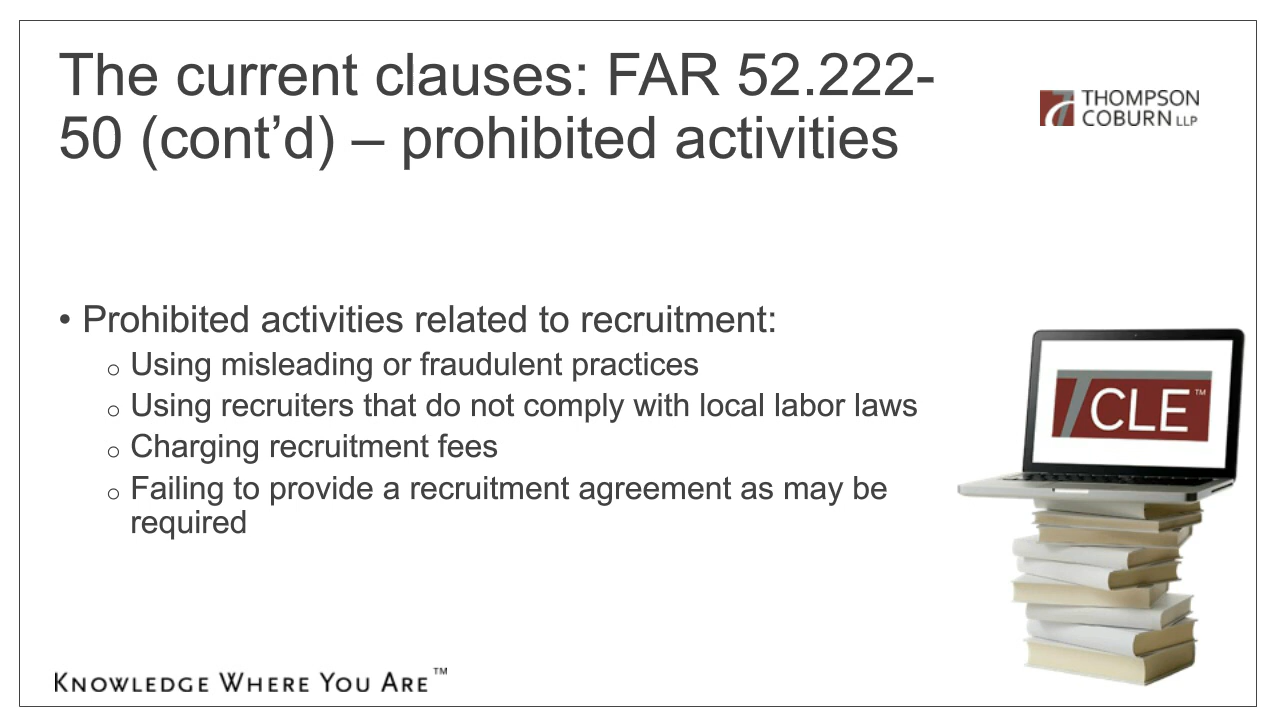 The current clauses: FAR 52.222-
50 (cont’d) – prohibited activities
THOMPSON
COBURN LLP
• Prohibited activities related to recruitment:
o Using misleading or fraudulent practices
o Using recruiters that do not comply with local labor laws
o Charging recruitment fees
o Failing to provide a recruitment agreement as may be
required
CLE™
KNOWLEDGE WHERE YOU ARE™